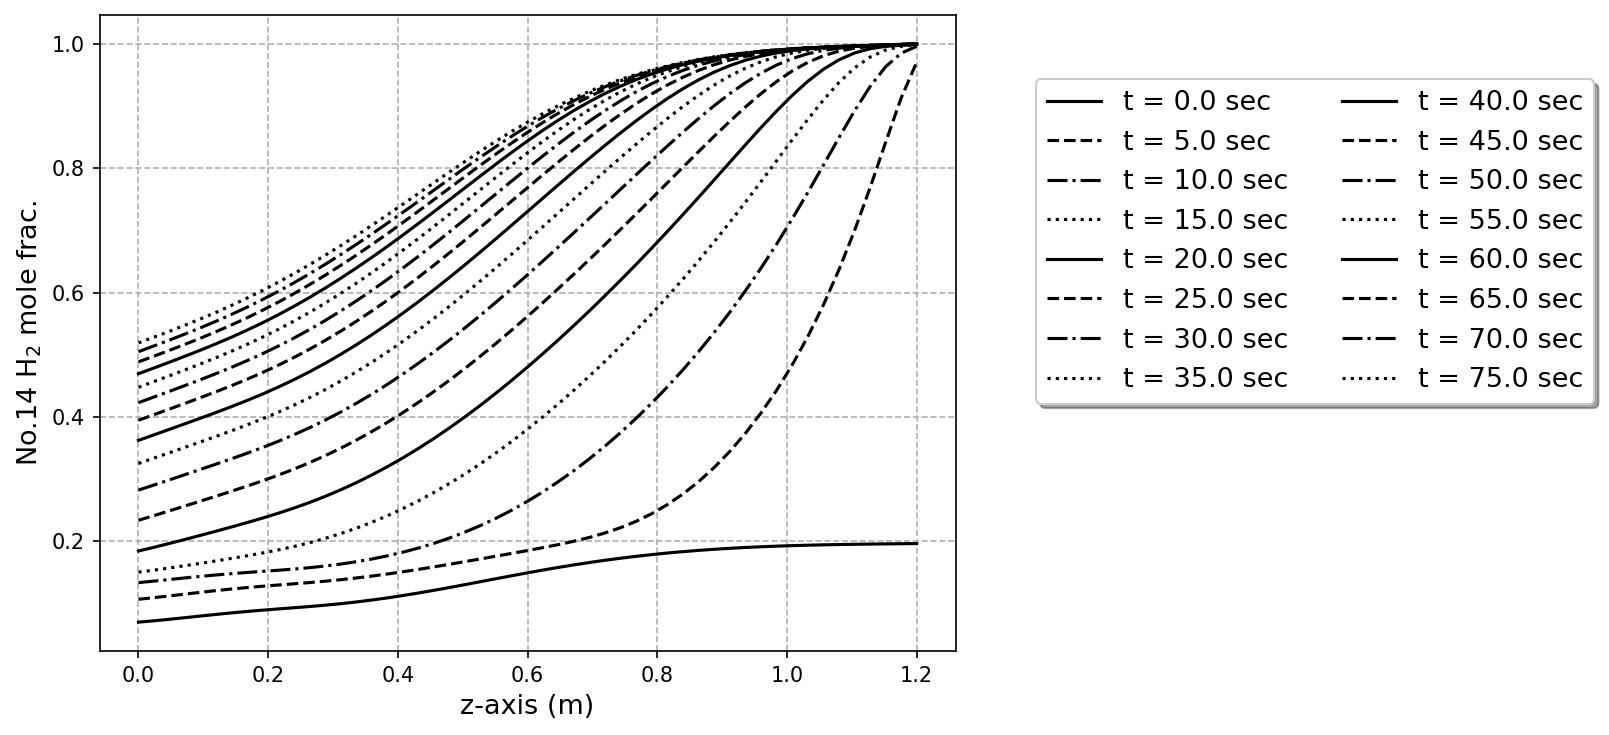 1.0
0.8
0.6
0.4
0.2
No.14 H₂ mole frac.
0.0 0.2 0.4 0.6 0.8 1.0 1.2
z-axis (m)
t = 0.0 sec
t = 5.0 sec
t = 10.0 sec
t = 15.0 sec
t = 20.0 sec
t = 25.0 sec
t = 30.0 sec
t = 35.0 sec
t = 40.0 sec
t = 45.0 sec
t = 50.0 sec
t = 55.0 sec
t = 60.0 sec
t = 65.0 sec
t = 70.0 sec
t = 75.0 sec